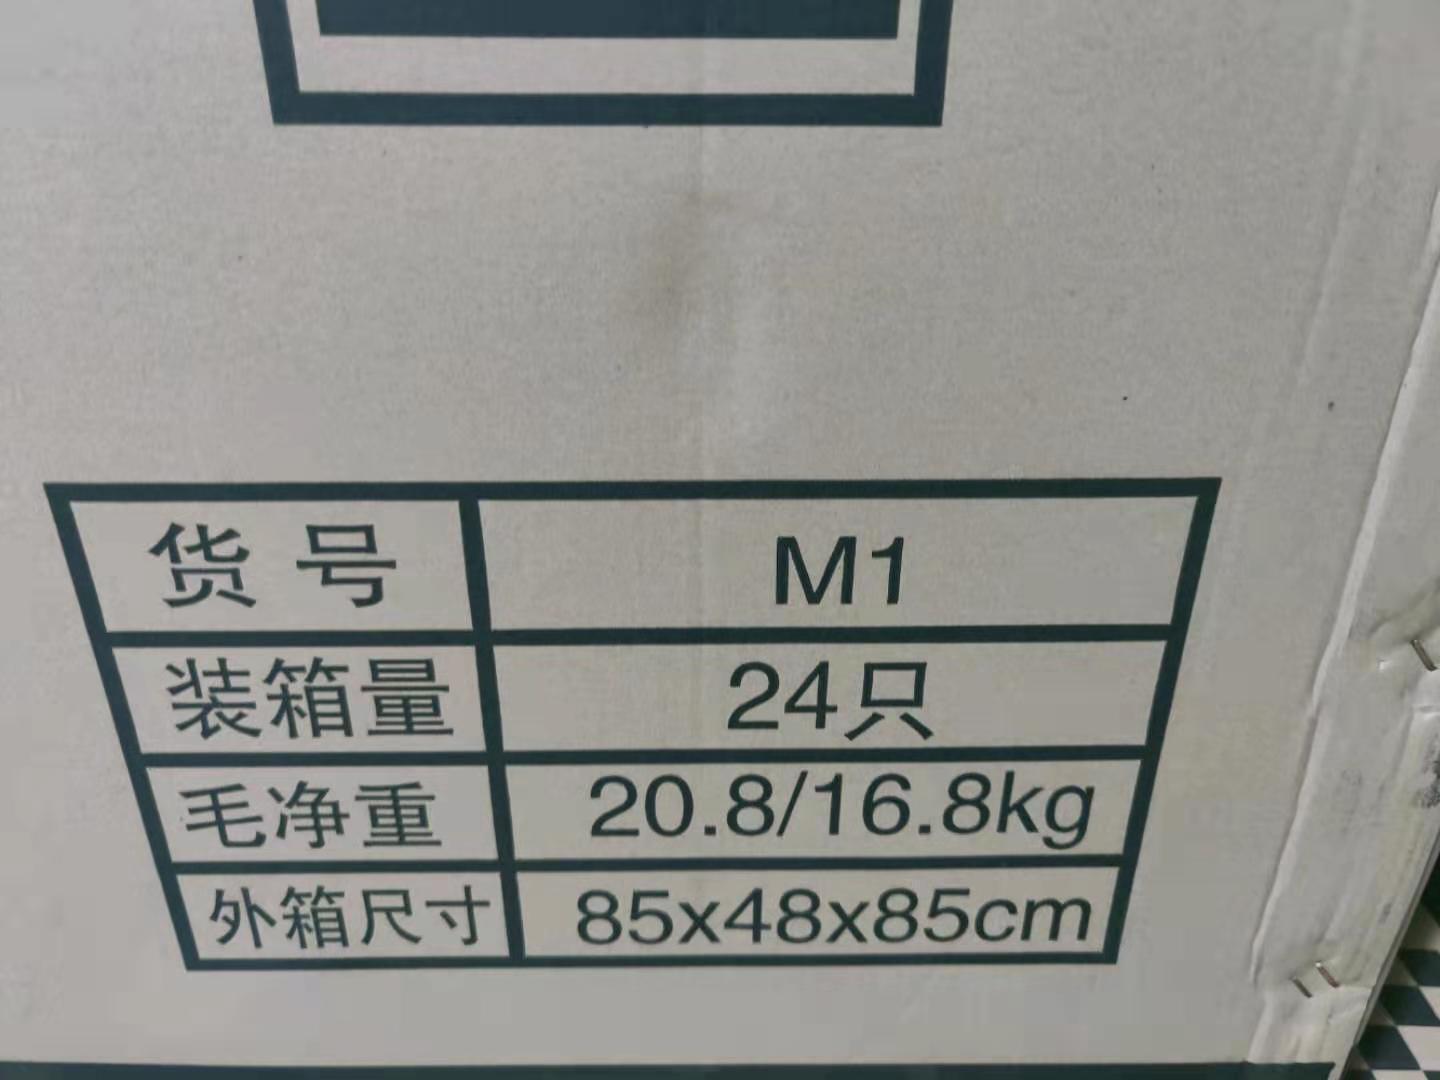 货号 M1
装箱量 24只
毛净重 20.8/16.8kg
外箱尺寸 85x48x85cm